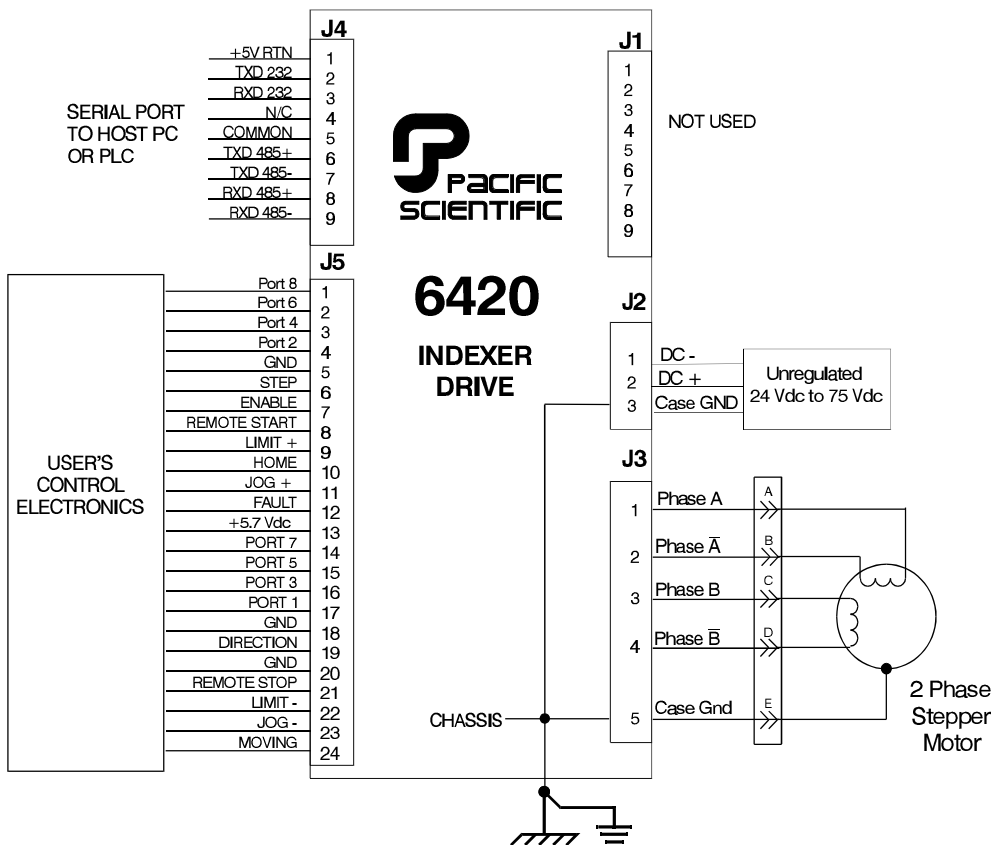 J4
+5V RTN 1
TXD 232 2
RXD 232 3
N/C 4
COMMON 5
TXD 485+ 6
TXD 485- 7
RXD 485+ 8
RXD 485- 9
SERIAL PORT
TO HOST PC
OR PLC
PACIFIC
SCIENTIFIC
6420
INDEXER
DRIVE
J1
1
2
3
4
5
6
7
8
9
NOT USED
J5
Port 8 1
Port 6 2
Port 4 3
Port 2 4
GND 5
STEP 6
ENABLE 7
REMOTE START 8
LIMIT + 9
HOME 10
JOG + 11
FAULT 12
+5.7 Vdc 13
PORT 7 14
PORT 5 15
PORT 3 16
PORT 1 17
GND 18
DIRECTION 19
GND 20
REMOTE STOP 21
LIMIT - 22
JOG - 23
MOVING 24
USER'S
CONTROL
ELECTRONICS
J2
1 DC -
2 DC +
3 Case GND
Unregulated
24 Vdc to 75 Vdc
J3
1 Phase A A
2 Phase A̅ B
3 Phase B C
4 Phase B̅ D
5 Case Gnd E
CHASSIS
2 Phase
Stepper
Motor